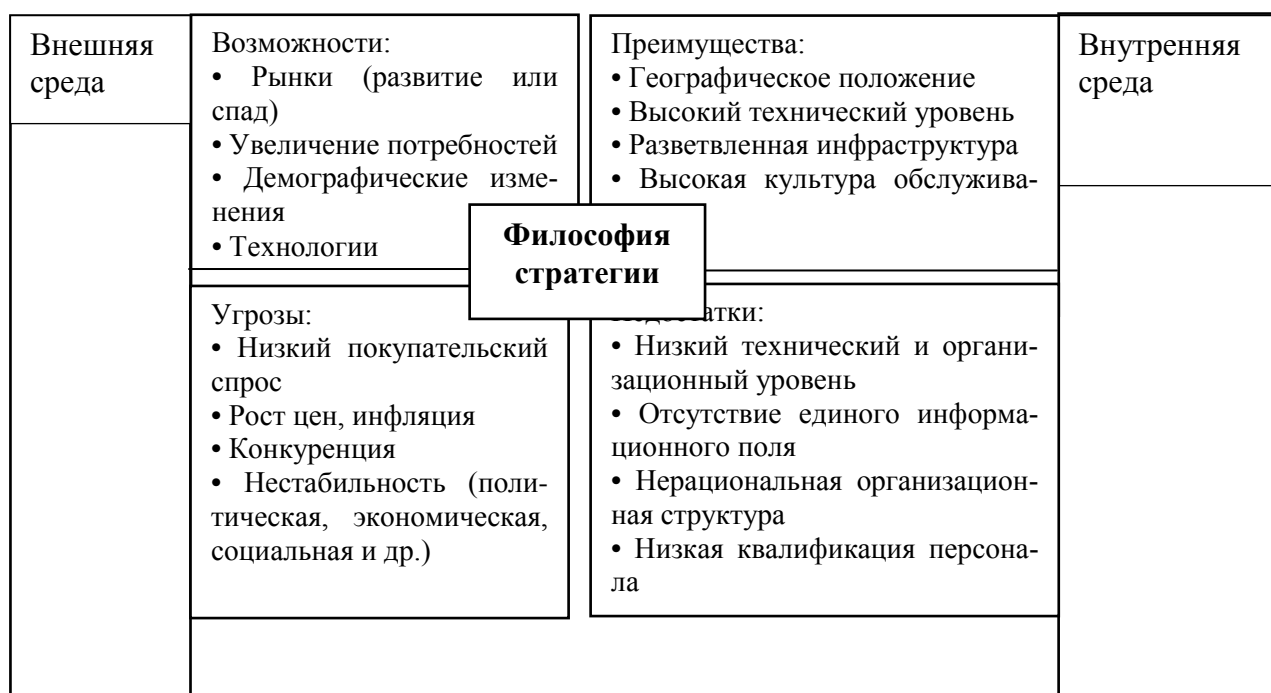 Внешняя
среда
Возможности:
• Рынки (развитие или
спад)
• Увеличение потребностей
• Демографические изме-
нения
• Технологии
Преимущества:
• Географическое положение
• Высокий технический уровень
• Разветвленная инфраструктура
• Высокая культура обслужива-
Внутренняя
среда
Философия
стратегии
Угрозы:
• Низкий покупательский
спрос
• Рост цен, инфляция
• Конкуренция
• Нестабильность (поли-
тическая, экономическая,
социальная и др.)
Недостатки:
• Низкий технический и органи-
зационный уровень
• Отсутствие единого информа-
ционного поля
• Нерациональная организацион-
ная структура
• Низкая квалификация персона-
ла